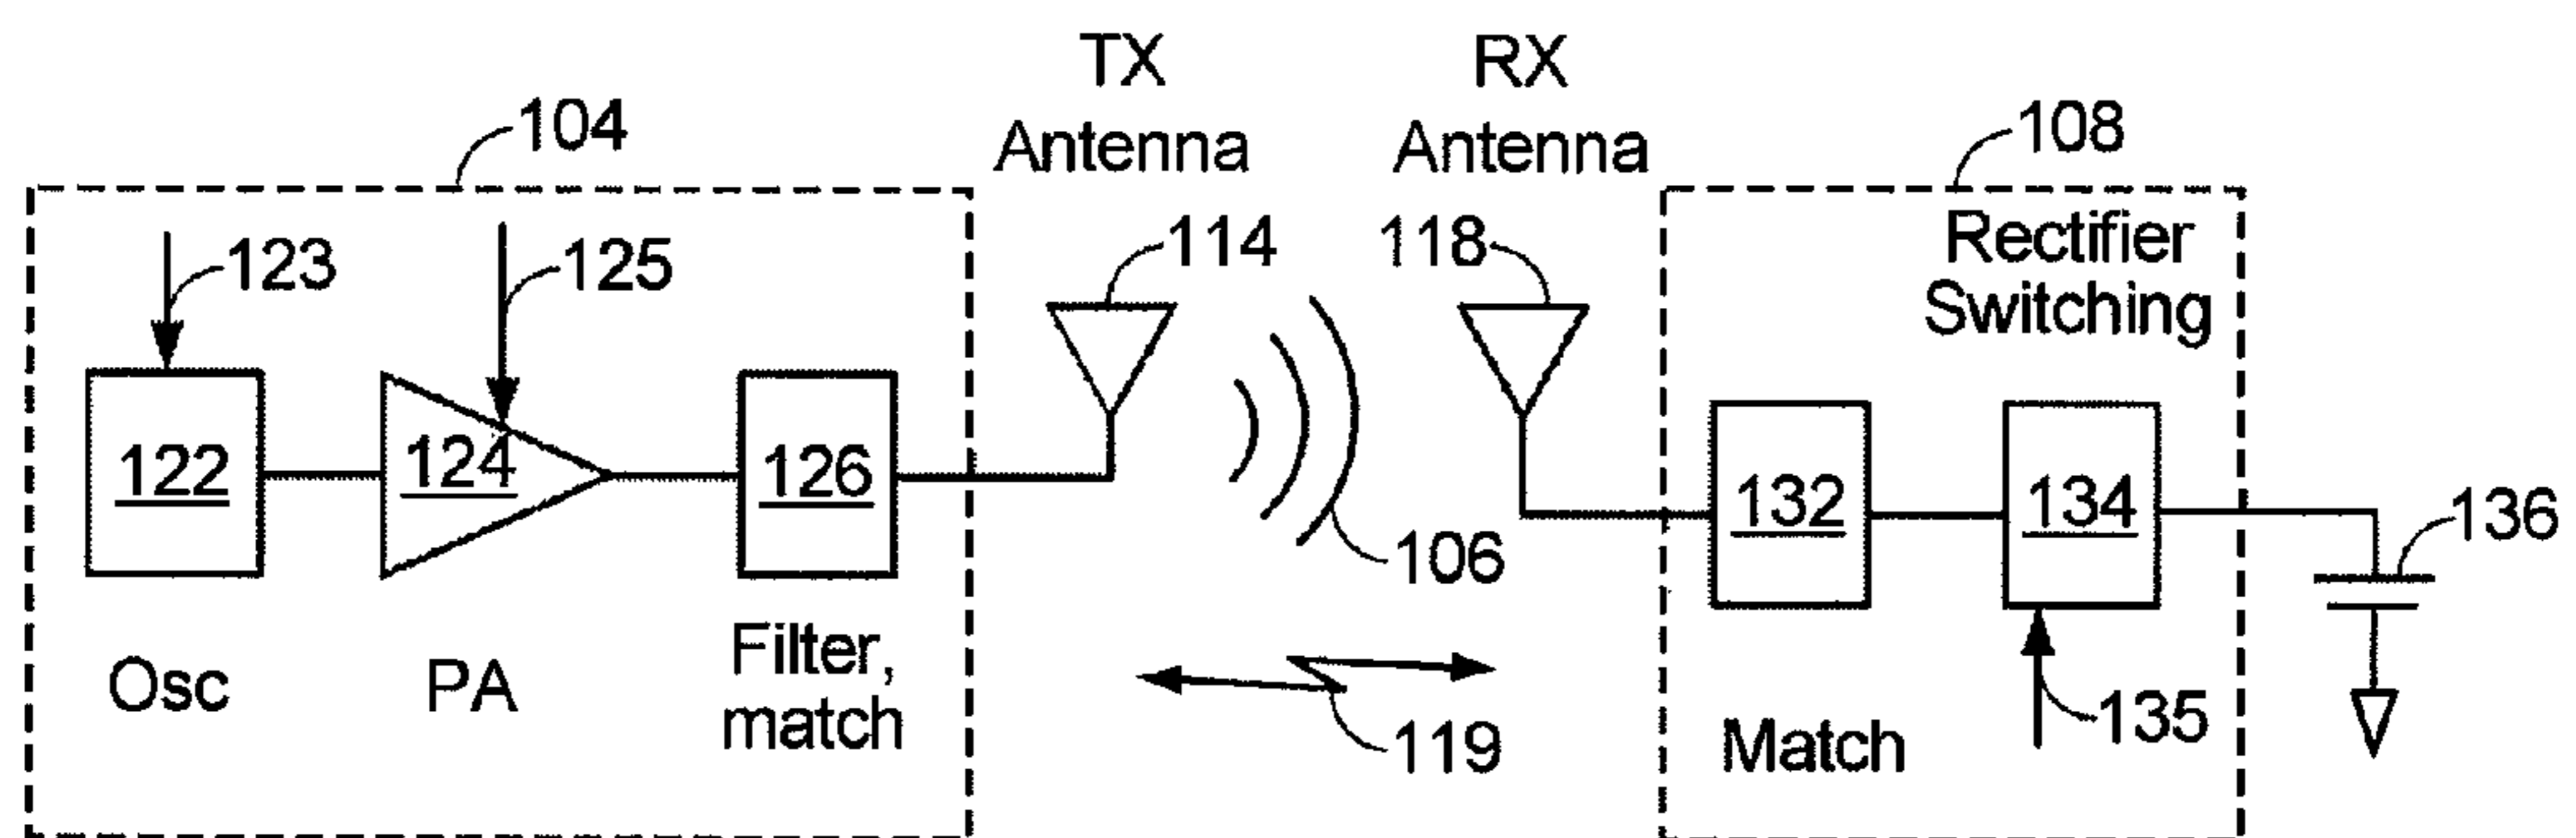 TX
Antenna
RX
Antenna
104
108
Rectifier
Switching
123
125
114
118
122
124
126
106
132
134
136
Osc
PA
Filter,
match
119
Match
135